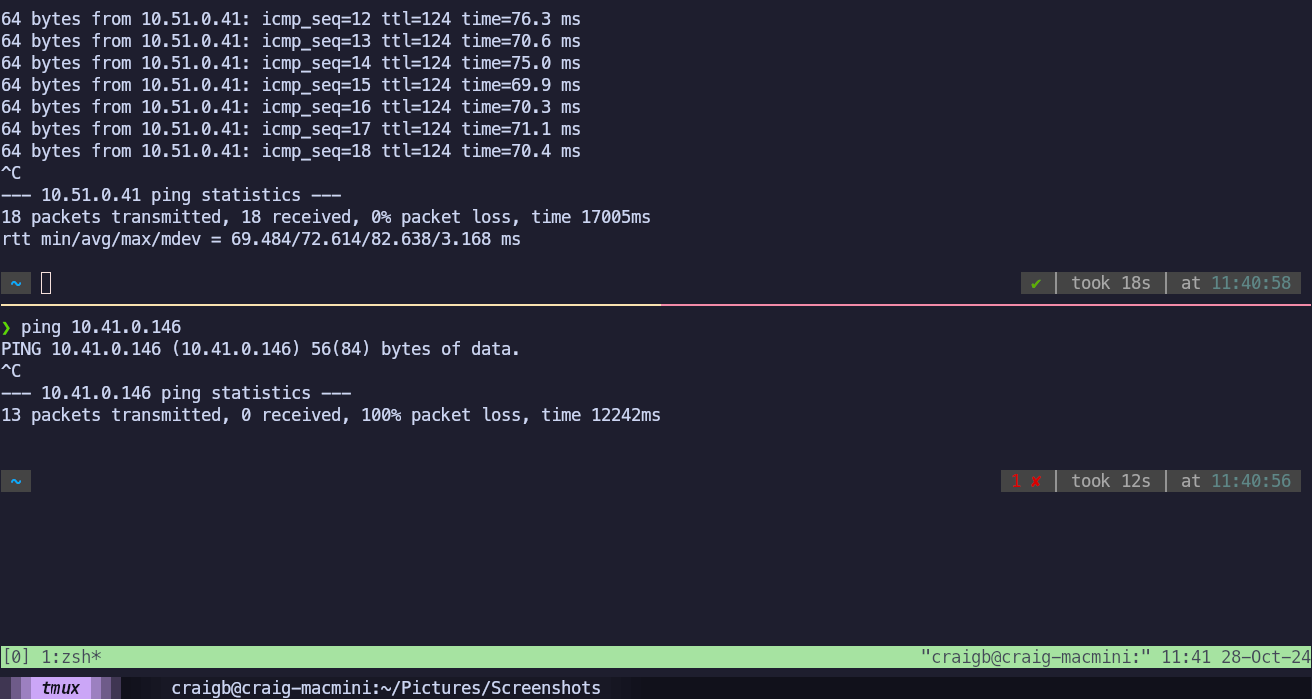 64 bytes from 10.51.0.41: icmp_seq=12 ttl=124 time=76.3 ms
64 bytes from 10.51.0.41: icmp_seq=13 ttl=124 time=70.6 ms
64 bytes from 10.51.0.41: icmp_seq=14 ttl=124 time=75.0 ms
64 bytes from 10.51.0.41: icmp_seq=15 ttl=124 time=69.9 ms
64 bytes from 10.51.0.41: icmp_seq=16 ttl=124 time=70.3 ms
64 bytes from 10.51.0.41: icmp_seq=17 ttl=124 time=71.1 ms
64 bytes from 10.51.0.41: icmp_seq=18 ttl=124 time=70.4 ms
^C
--- 10.51.0.41 ping statistics ---
18 packets transmitted, 18 received, 0% packet loss, time 17005ms
rtt min/avg/max/mdev = 69.484/72.614/82.638/3.168 ms
~ ✔ | took 18s | at 11:40:58
❯ ping 10.41.0.146
PING 10.41.0.146 (10.41.0.146) 56(84) bytes of data.
^C
--- 10.41.0.146 ping statistics ---
13 packets transmitted, 0 received, 100% packet loss, time 12242ms
~ 1 ✘ | took 12s | at 11:40:56
[0] 1:zsh* "craigb@craig-macmini:" 11:41 28-Oct-24
tmux craigb@craig-macmini:~/Pictures/Screenshots